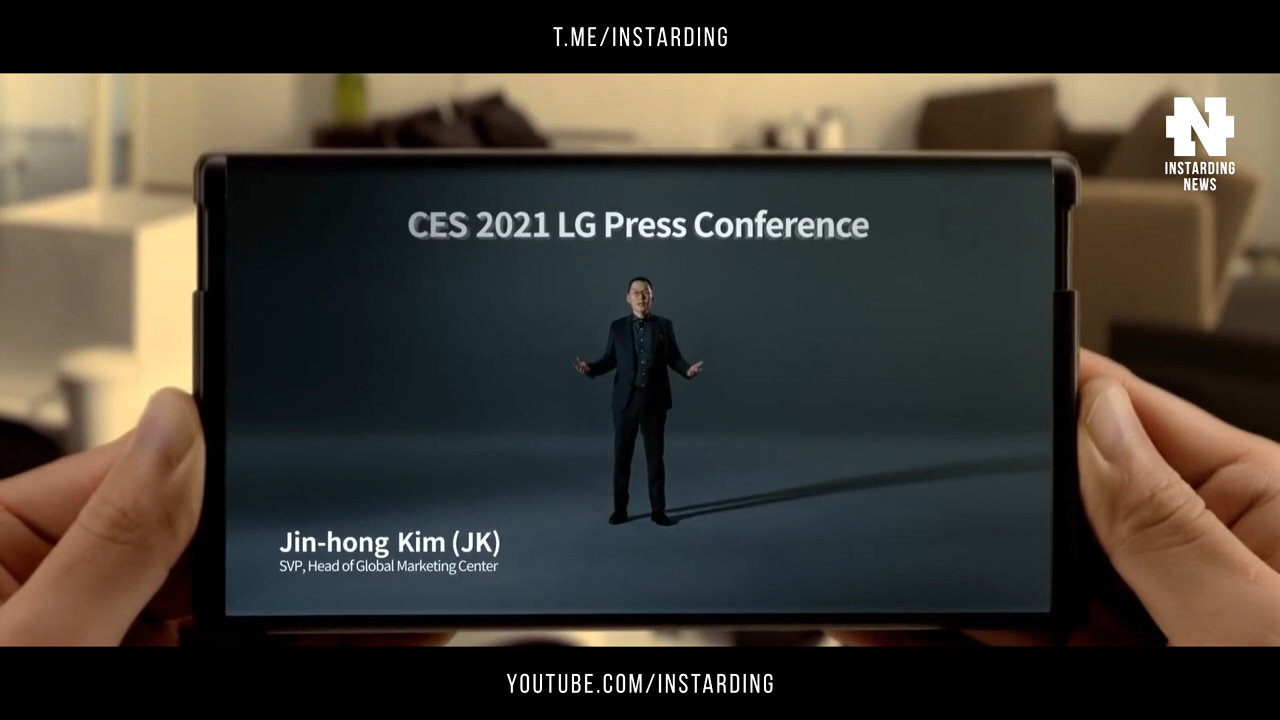 T.ME/INSTARDING
N
INSTARDING
NEWS
CES 2021 LG Press Conference
Jin-hong Kim (JK)
SVP, Head of Global Marketing Center
YOUTUBE.COM/INSTARDING